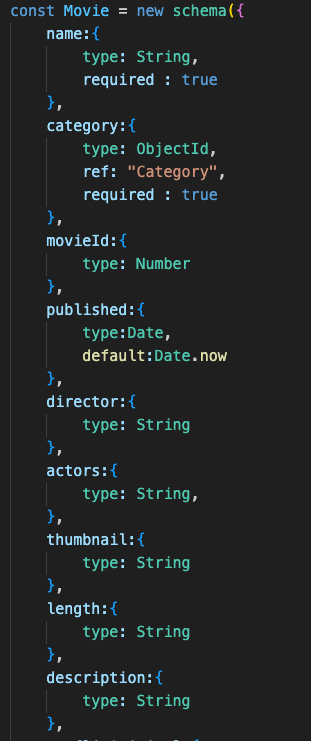 const Movie = new schema({
name:{
type: String,
required : true
},
category:{
type: ObjectId,
ref: "Category",
required : true
},
movieId:{
type: Number
},
published:{
type:Date,
default:Date.now
},
director:{
type: String
},
actors:{
type: String,
},
thumbnail:{
type: String
},
length:{
type: String
},
description:{
type: String
},